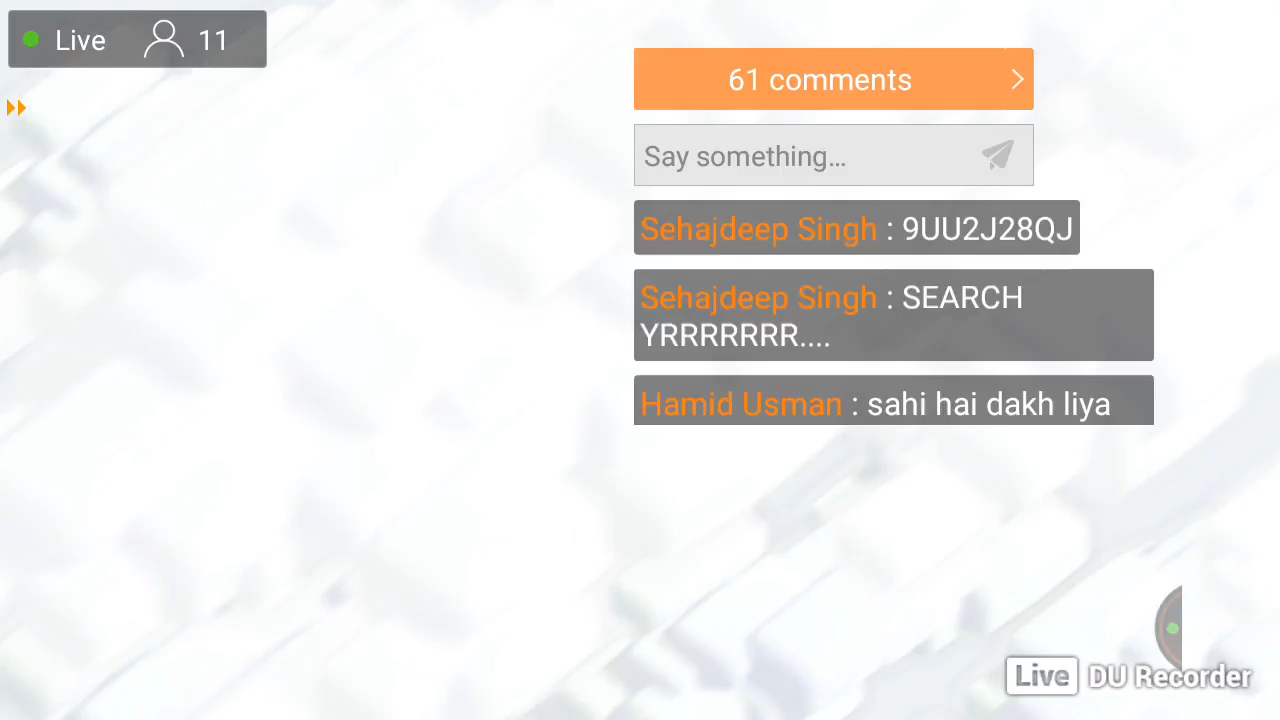 Live 11
61 comments
Say something…
Sehajdeep Singh : 9UU2J28QJ
Sehajdeep Singh : SEARCH
YRRRRRRR....
Hamid Usman : sahi hai dakh liya
Live DU Recorder